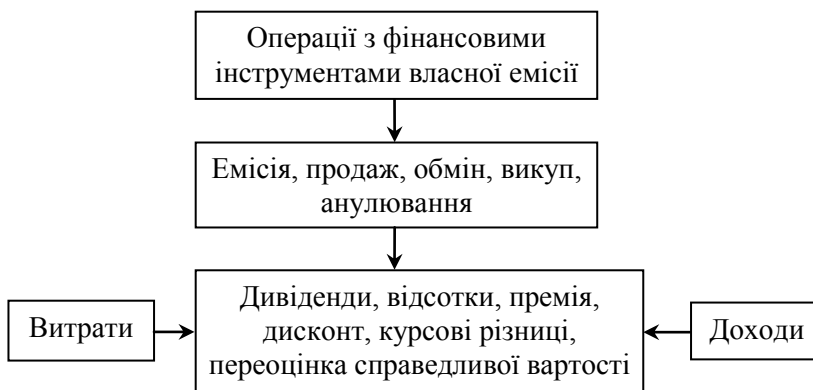 Операції з фінансовими
інструментами власної емісії
Емісія, продаж, обмін, викуп,
анулювання
Витрати
Дивіденди, відсотки, премія,
дисконт, курсові різниці,
переоцінка справедливої вартості
Доходи